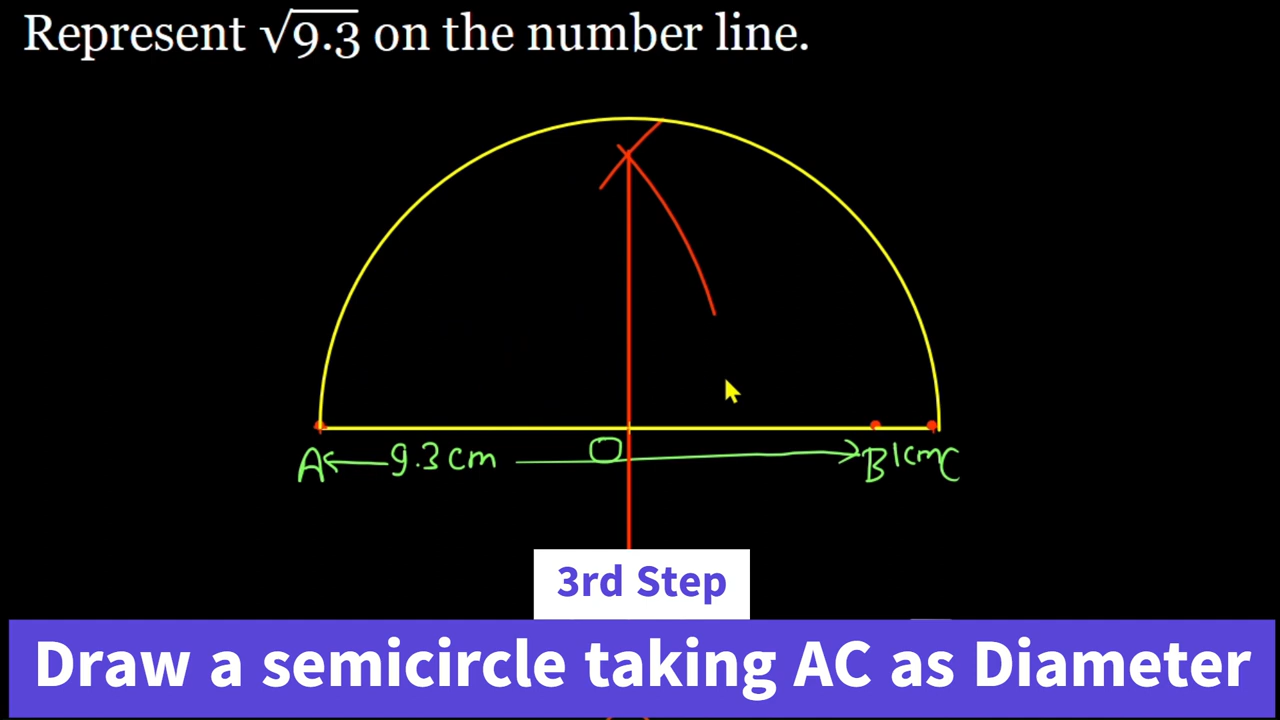 Represent √9.3 on the number line.
A 9.3 cm O B 1cm C
3rd Step
Draw a semicircle taking AC as Diameter